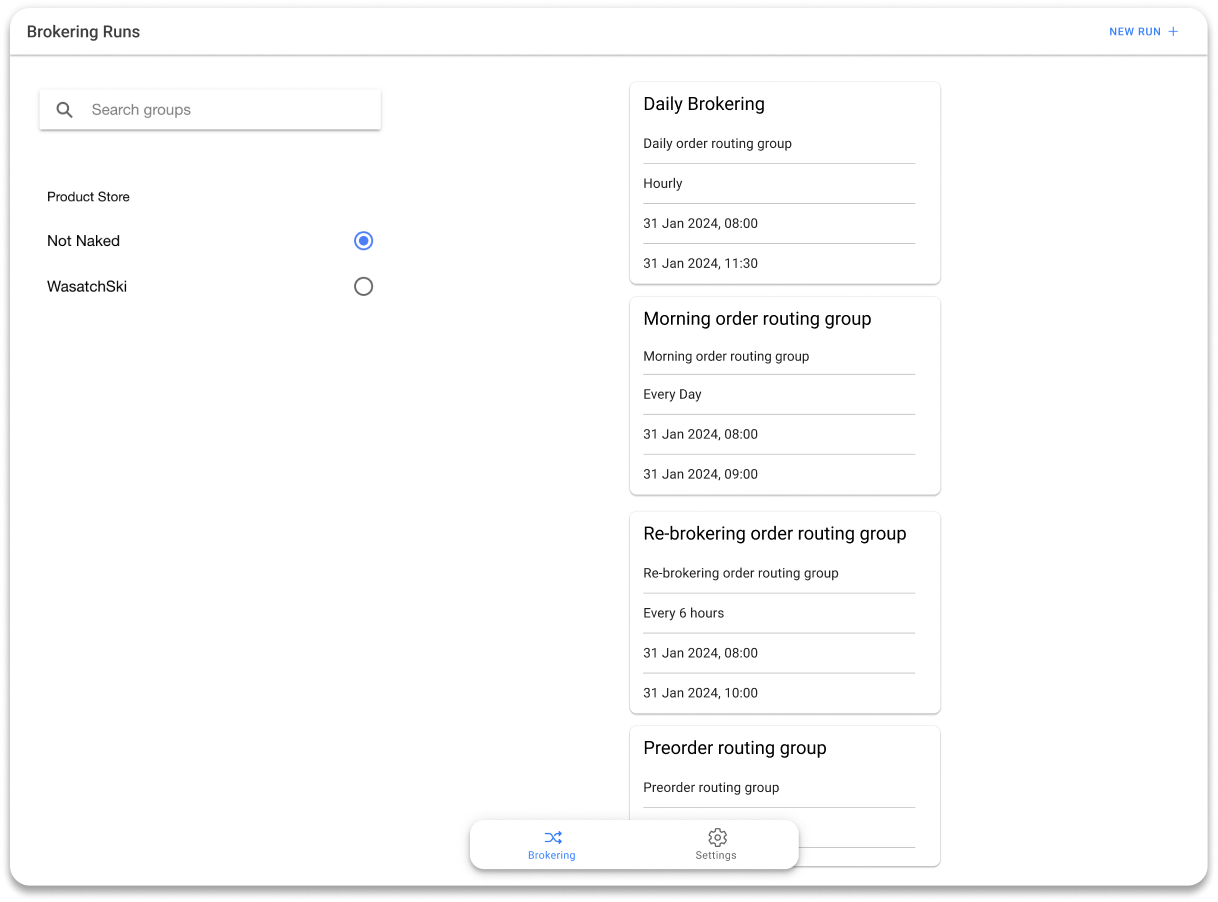 Brokering Runs
NEW RUN
Search groups
Product Store
Not Naked
WasatchSki
Daily Brokering
Daily order routing group
Hourly
31 Jan 2024, 08:00
31 Jan 2024, 11:30
Morning order routing group
Morning order routing group
Every Day
31 Jan 2024, 08:00
31 Jan 2024, 09:00
Re-brokering order routing group
Re-brokering order routing group
Every 6 hours
31 Jan 2024, 08:00
31 Jan 2024, 10:00
Preorder routing group
Preorder routing group
Brokering
Settings